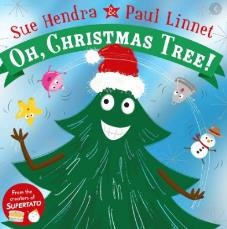 Sue Hendra & Paul Linnet
OH, CHRISTMAS TREE!
From the
creators of
SUPERTATO